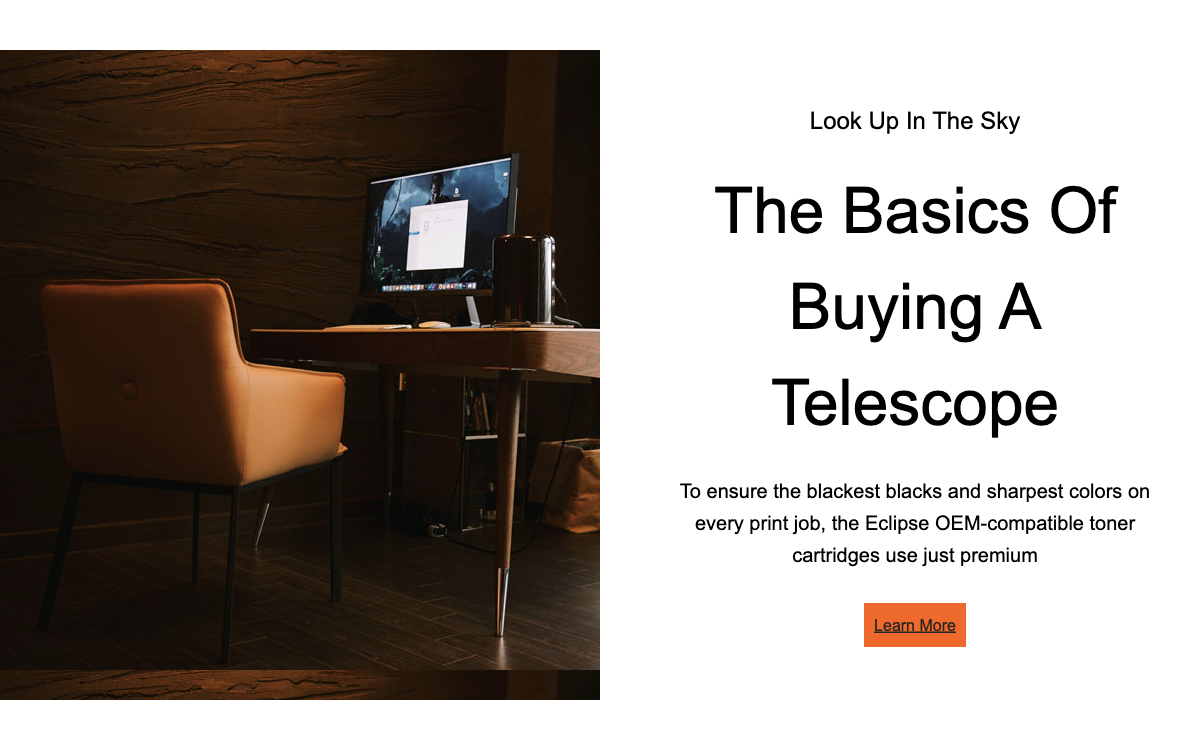 Look Up In The Sky
The Basics Of
Buying A
Telescope
To ensure the blackest blacks and sharpest colors on
every print job, the Eclipse OEM-compatible toner
cartridges use just premium
Learn More